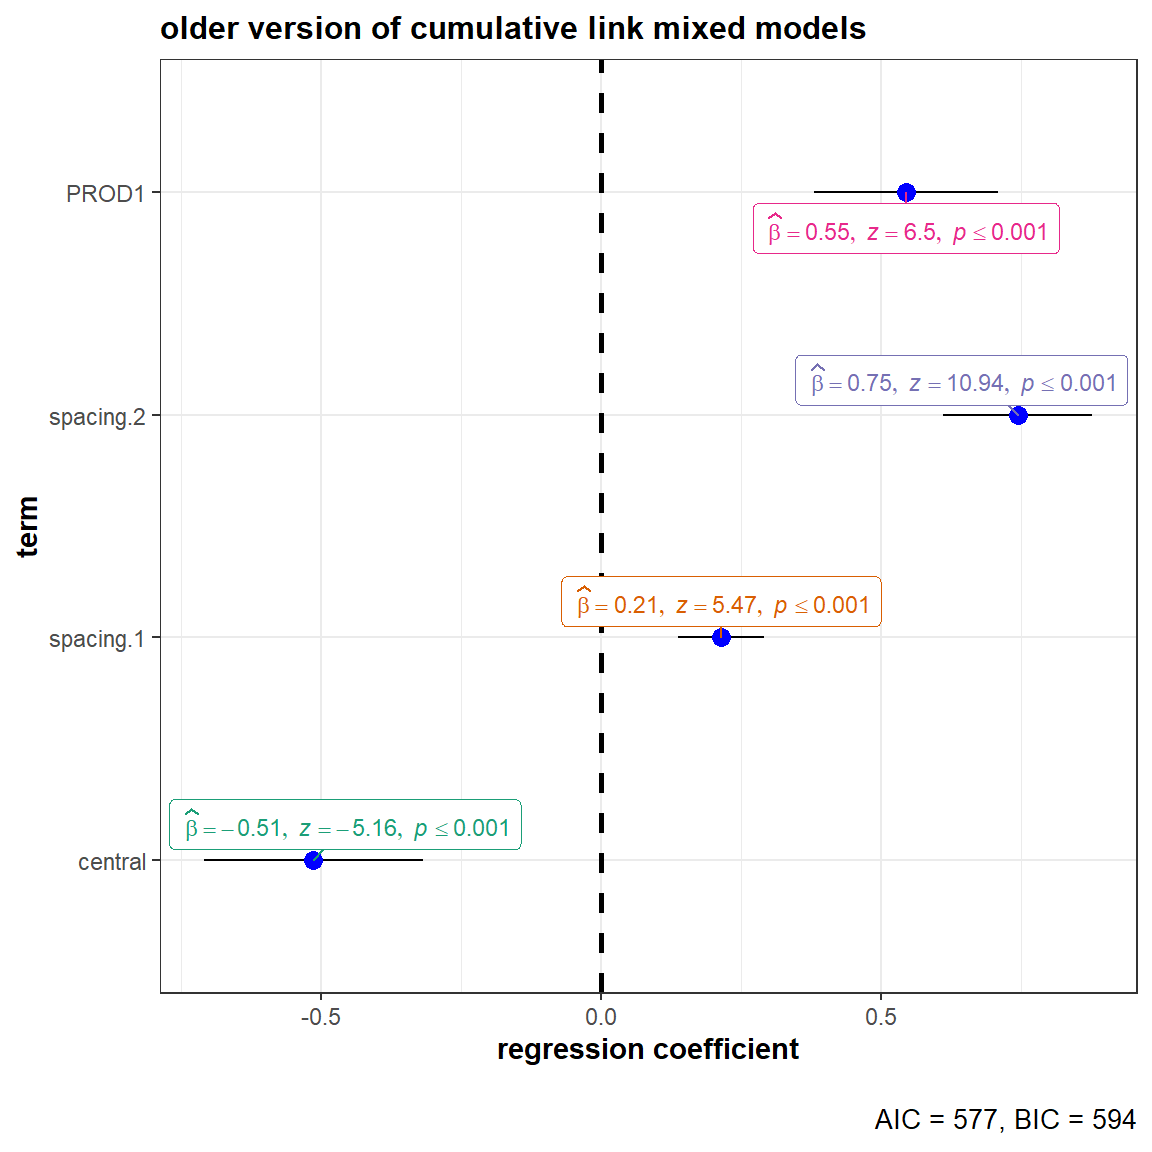 older version of cumulative link mixed models
PROD1
β̂ = 0.55, z = 6.5, p ≤ 0.001
β̂ = 0.75, z = 10.94, p ≤ 0.001
spacing.2
term
β̂ = 0.21, z = 5.47, p ≤ 0.001
spacing.1
β̂ = −0.51, z = −5.16, p ≤ 0.001
central
-0.5 0.0 0.5
regression coefficient
AIC = 577, BIC = 594